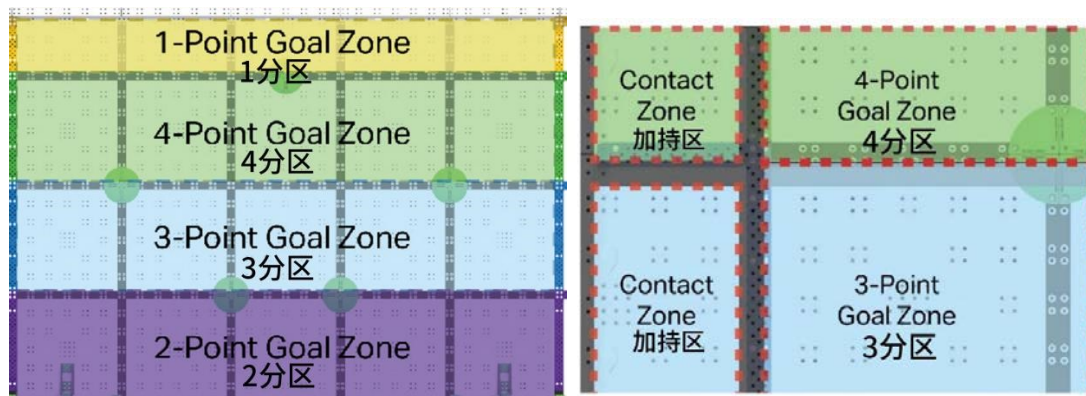 1-Point Goal Zone
1分区
4-Point Goal Zone
4分区
3-Point Goal Zone
3分区
2-Point Goal Zone
2分区
Contact
Zone
加持区
4-Point
Goal Zone
4分区
Contact
Zone
加持区
3-Point
Goal Zone
3分区